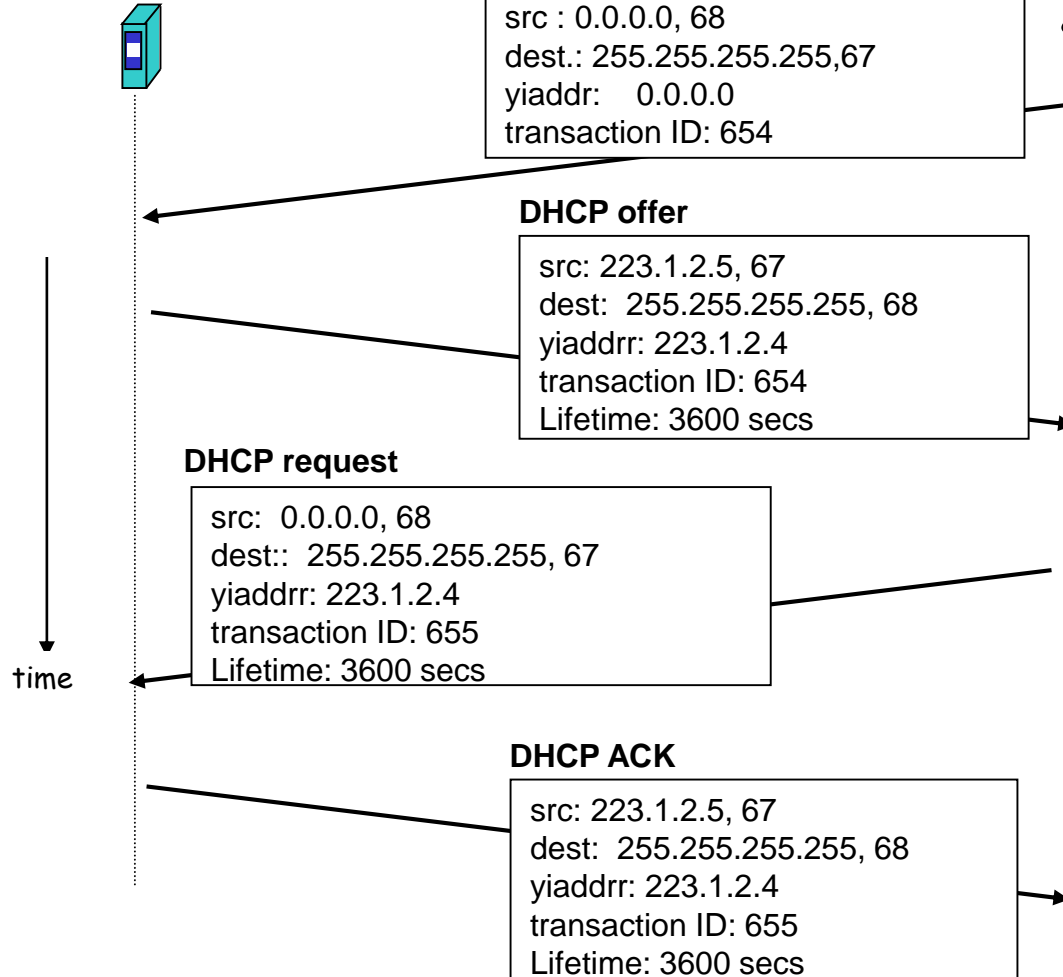 src : 0.0.0.0, 68
dest.: 255.255.255.255,67
yiaddr: 0.0.0.0
transaction ID: 654
DHCP offer
src: 223.1.2.5, 67
dest: 255.255.255.255, 68
yiaddrr: 223.1.2.4
transaction ID: 654
Lifetime: 3600 secs
DHCP request
src: 0.0.0.0, 68
dest:: 255.255.255.255, 67
yiaddrr: 223.1.2.4
transaction ID: 655
Lifetime: 3600 secs
time
DHCP ACK
src: 223.1.2.5, 67
dest: 255.255.255.255, 68
yiaddrr: 223.1.2.4
transaction ID: 655
Lifetime: 3600 secs